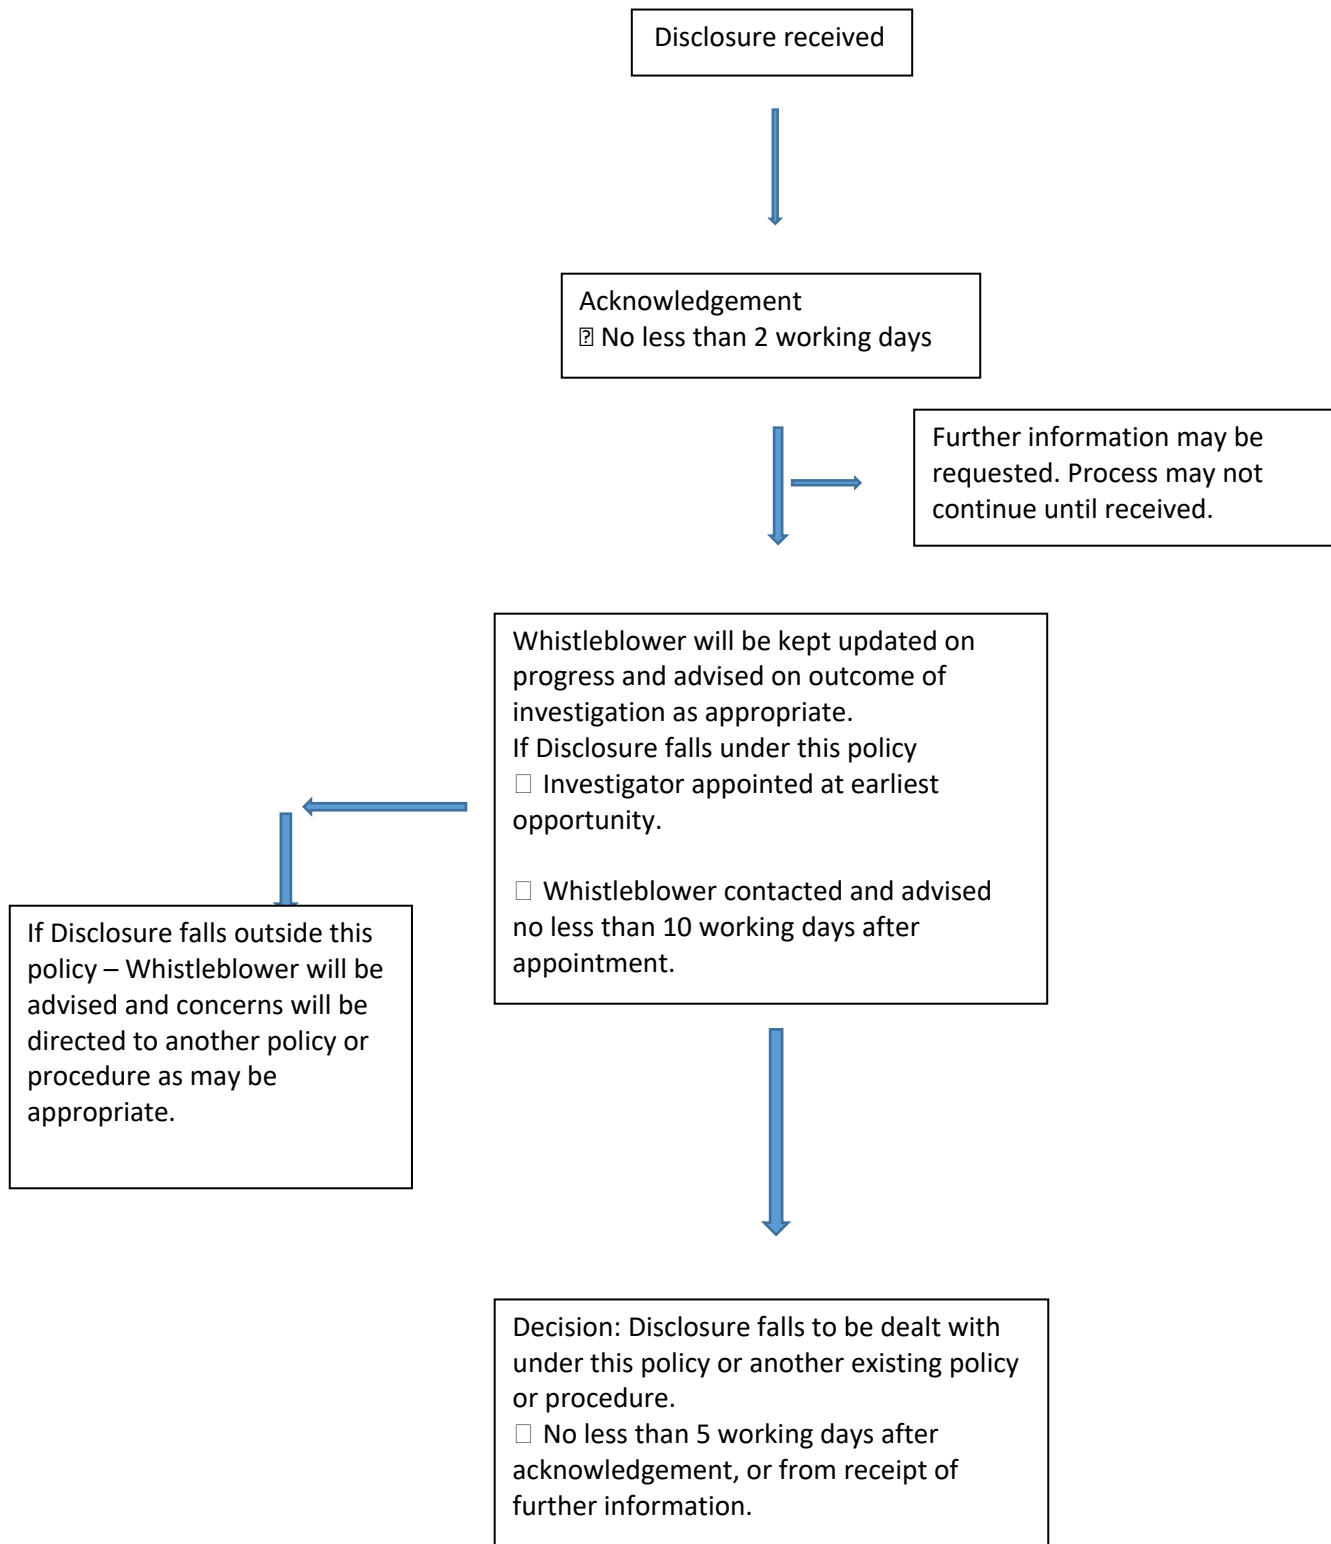 Disclosure received
Acknowledgement
⍰ No less than 2 working days
Further information may be
requested. Process may not
continue until received.
Whistleblower will be kept updated on
progress and advised on outcome of
investigation as appropriate.
If Disclosure falls under this policy
□ Investigator appointed at earliest
opportunity.
□ Whistleblower contacted and advised
no less than 10 working days after
appointment.
If Disclosure falls outside this
policy – Whistleblower will be
advised and concerns will be
directed to another policy or
procedure as may be
appropriate.
Decision: Disclosure falls to be dealt with
under this policy or another existing policy
or procedure.
□ No less than 5 working days after
acknowledgement, or from receipt of
further information.